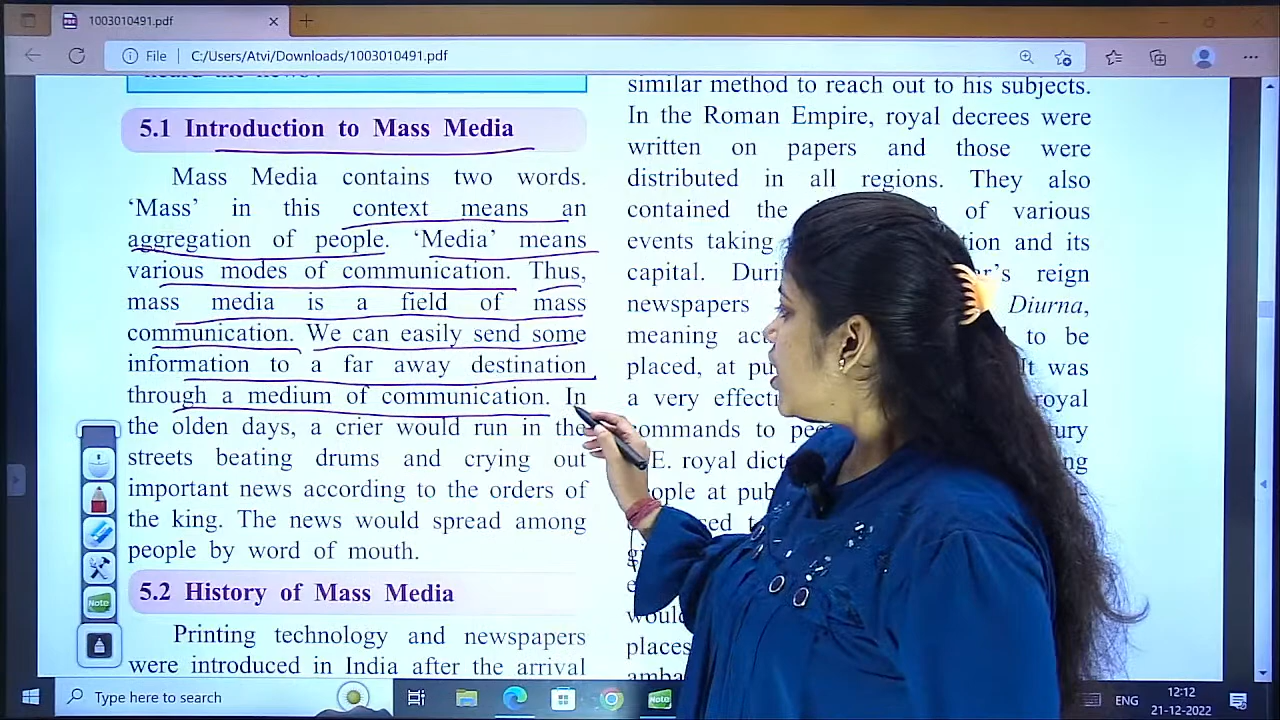 1003010491.pdf
File
C:/Users/Atvi/Downloads/1003010491.pdf
5.1 Introduction to Mass Media
Mass Media contains two words.
‘Mass’ in this context means an
aggregation of people. ‘Media’ means
various modes of communication. Thus,
mass media is a field of mass
communication. We can easily send some
information to a far away destination
through a medium of communication. In
the olden days, a crier would run in the
streets beating drums and crying out
important news according to the orders of
the king. The news would spread among
people by word of mouth.
5.2 History of Mass Media
Printing technology and newspapers
were introduced in India after the arrival
similar method to reach out to his subjects.
In the Roman Empire, royal decrees were
written on papers and those were
distributed in all regions. They also
contained the of various
events taking and its
capital. reign
newspapers Diurna,
meaning to be
placed, at It was
a very royal
commands to
royal
people at
would
places
Note
Type here to search
Note
ENG
12:12
21-12-2022